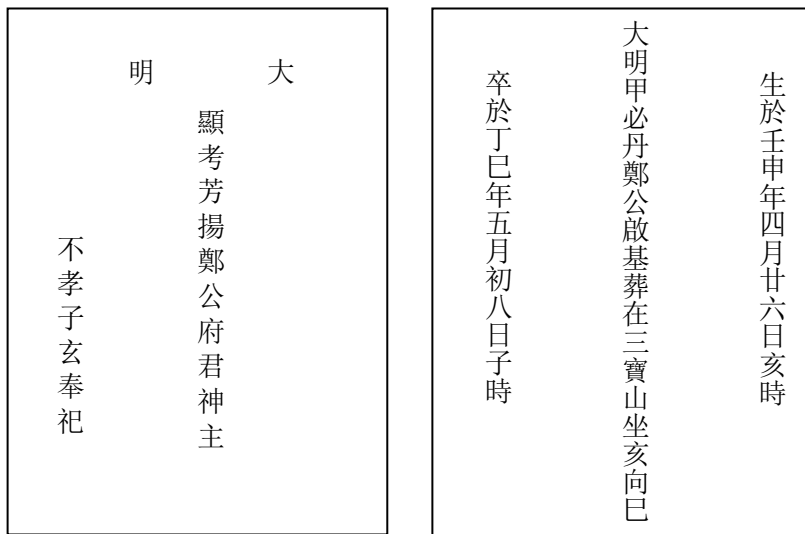 大明
顯考芳揚鄭公府君神主
不孝子玄奉祀
生於壬申年四月廿六日亥時
大明甲必丹鄭公啟基葬在三寶山坐亥向巳
卒於丁巳年五月初八日子時